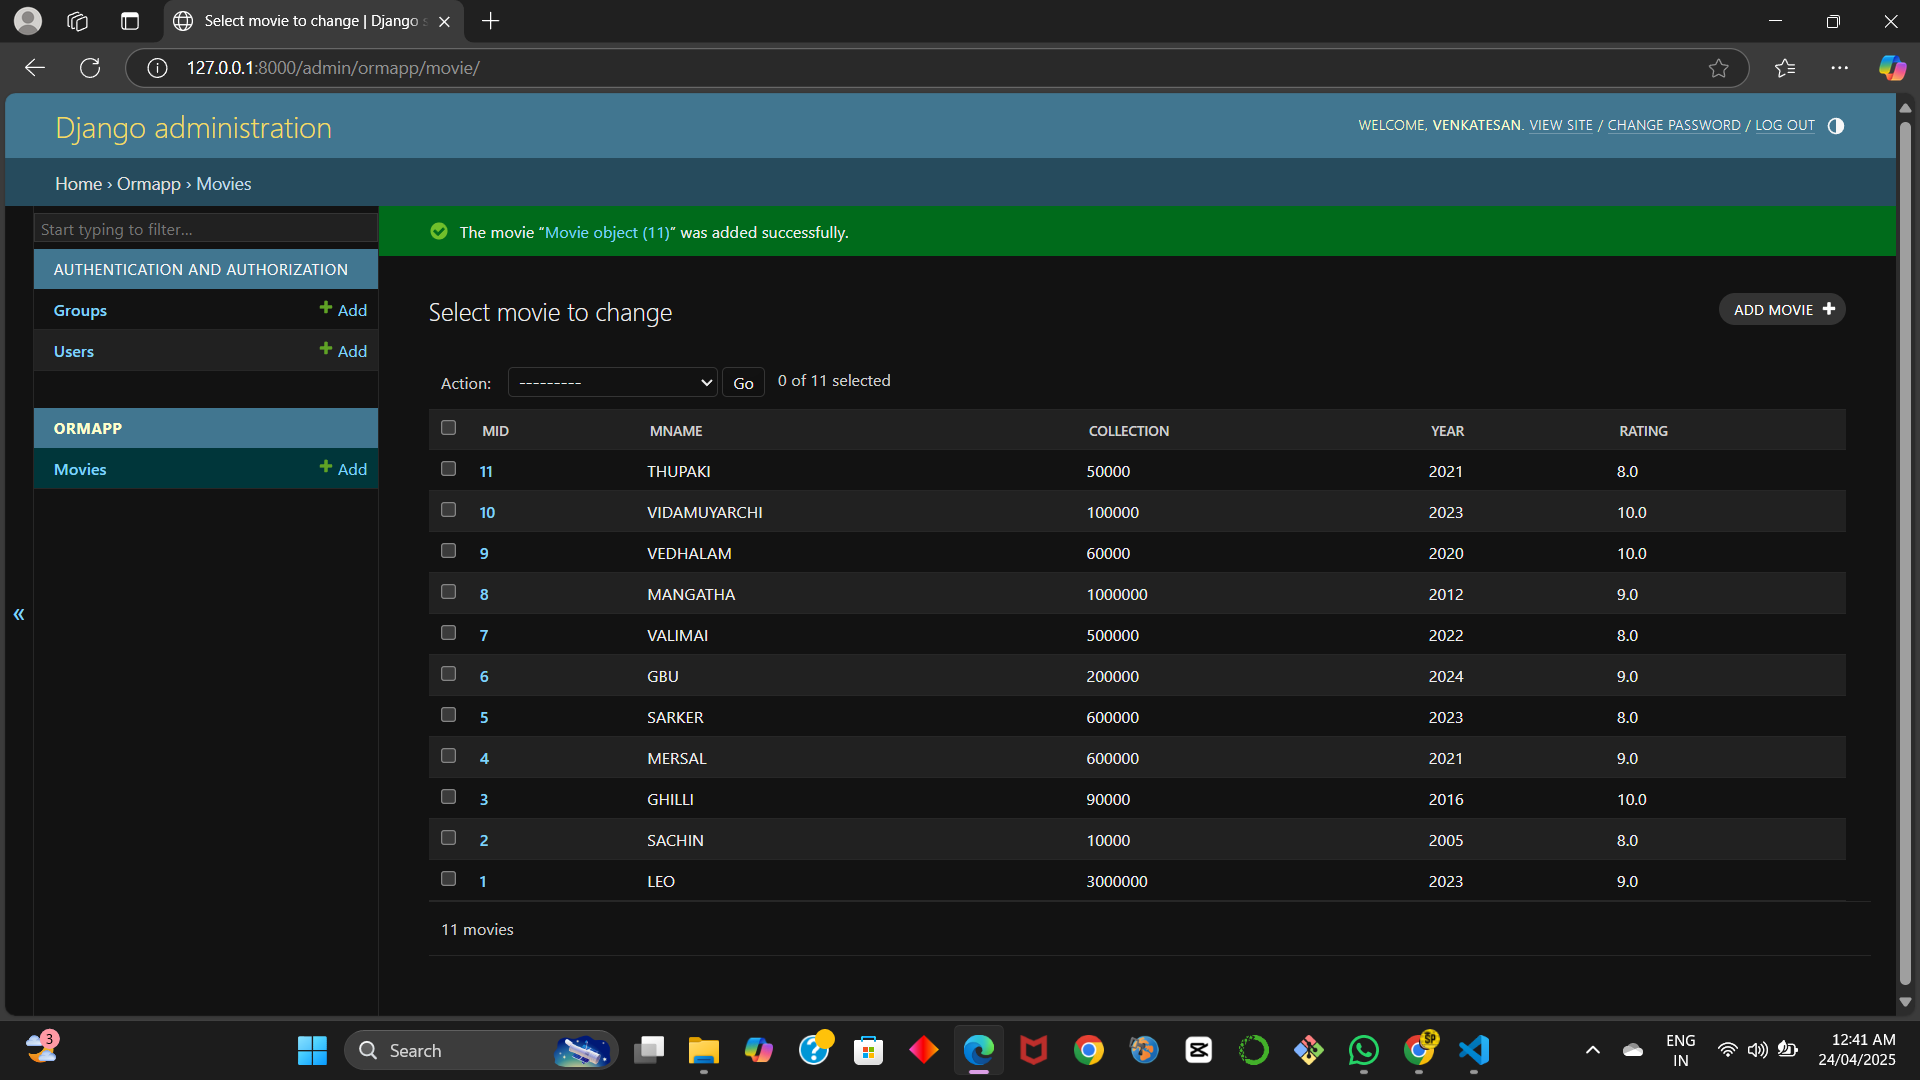 Select movie to change | Django s
127.0.0.1:8000/admin/ormapp/movie/
Django administration
WELCOME, VENKATESAN. VIEW SITE / CHANGE PASSWORD / LOG OUT
Home › Ormapp › Movies
Start typing to filter...
AUTHENTICATION AND AUTHORIZATION
Groups Add
Users Add
ORMAPP
Movies Add
«
The movie “Movie object (11)” was added successfully.
Select movie to change
ADD MOVIE +
Action: --------- Go 0 of 11 selected
MID MNAME COLLECTION YEAR RATING
11 THUPAKI 50000 2021 8.0
10 VIDAMUYARCHI 100000 2023 10.0
9 VEDHALAM 60000 2020 10.0
8 MANGATHA 1000000 2012 9.0
7 VALIMAI 500000 2022 8.0
6 GBU 200000 2024 9.0
5 SARKER 600000 2023 8.0
4 MERSAL 600000 2021 9.0
3 GHILLI 90000 2016 10.0
2 SACHIN 10000 2005 8.0
1 LEO 3000000 2023 9.0
11 movies
3
Search
SP
ENG
IN
12:41 AM
24/04/2025